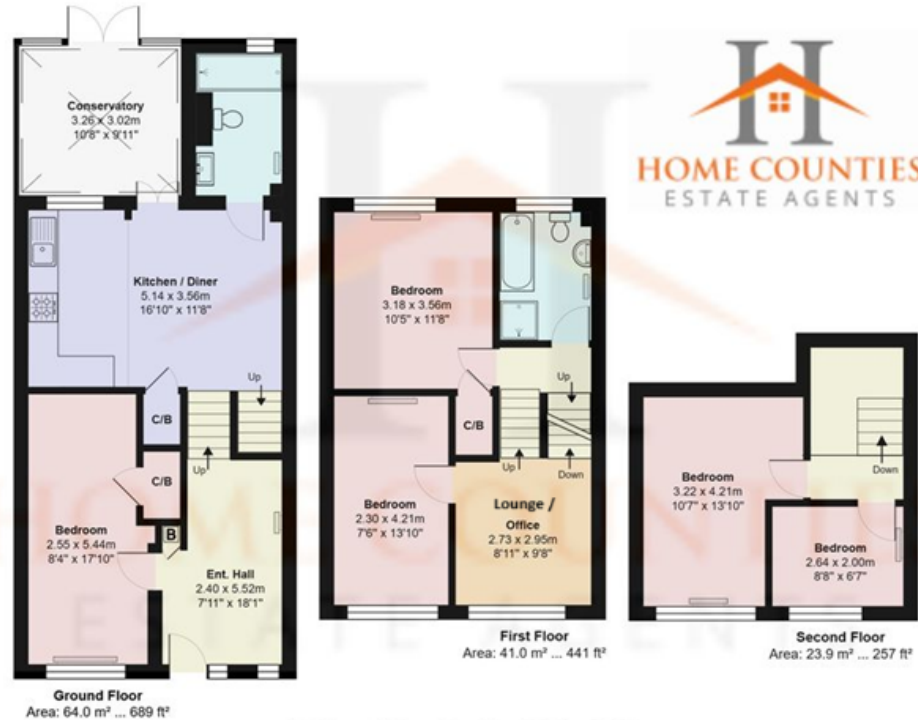 Conservatory
3.26 x 3.02m
10'8" x 9'11"
HOME COUNTIES
ESTATE AGENTS
Kitchen / Diner
5.14 x 3.56m
16'10" x 11'8"
Up
C/B
C/B
Up
B
Bedroom
2.55 x 5.44m
8'4" x 17'10"
Ent. Hall
2.40 x 5.52m
7'11" x 18'1"
Ground Floor
Area: 64.0 m² ... 689 ft²
Bedroom
3.18 x 3.56m
10'5" x 11'8"
Up
C/B
Up
Down
Bedroom
2.30 x 4.21m
7'6" x 13'10"
Lounge /
Office
2.73 x 2.95m
8'11" x 9'8"
First Floor
Area: 41.0 m² ... 441 ft²
Bedroom
3.22 x 4.21m
10'7" x 13'10"
Down
Bedroom
2.64 x 2.00m
8'8" x 6'7"
Second Floor
Area: 23.9 m² ... 257 ft²
HOME COUNTIES
ESTATE AGENTS